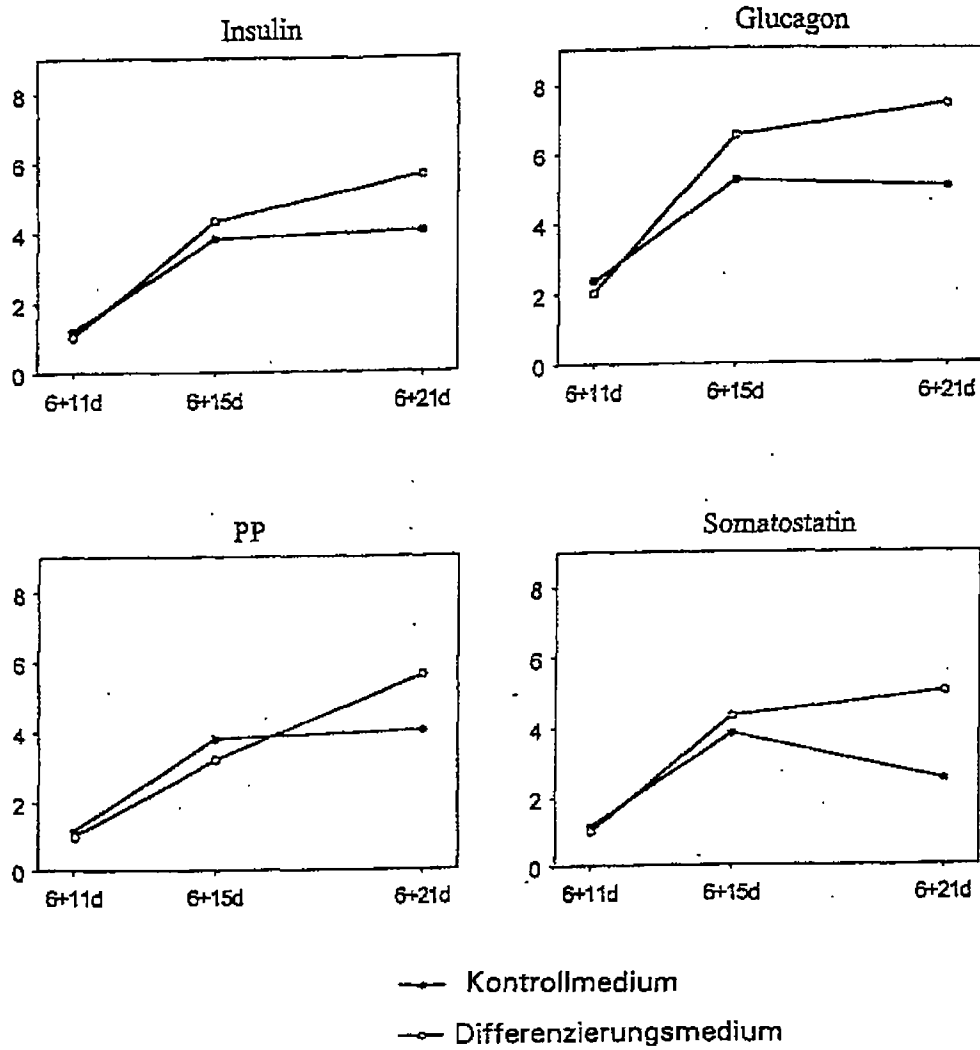 Insulin
8
6
4
2
0
6+11d 6+15d 6+21d
Glucagon
8
6
4
2
0
6+11d 6+15d 6+21d
PP
8
6
4
2
0
6+11d 6+15d 6+21d
Somatostatin
8
6
4
2
0
6+11d 6+15d 6+21d
Kontrollmedium
Differenzierungsmedium